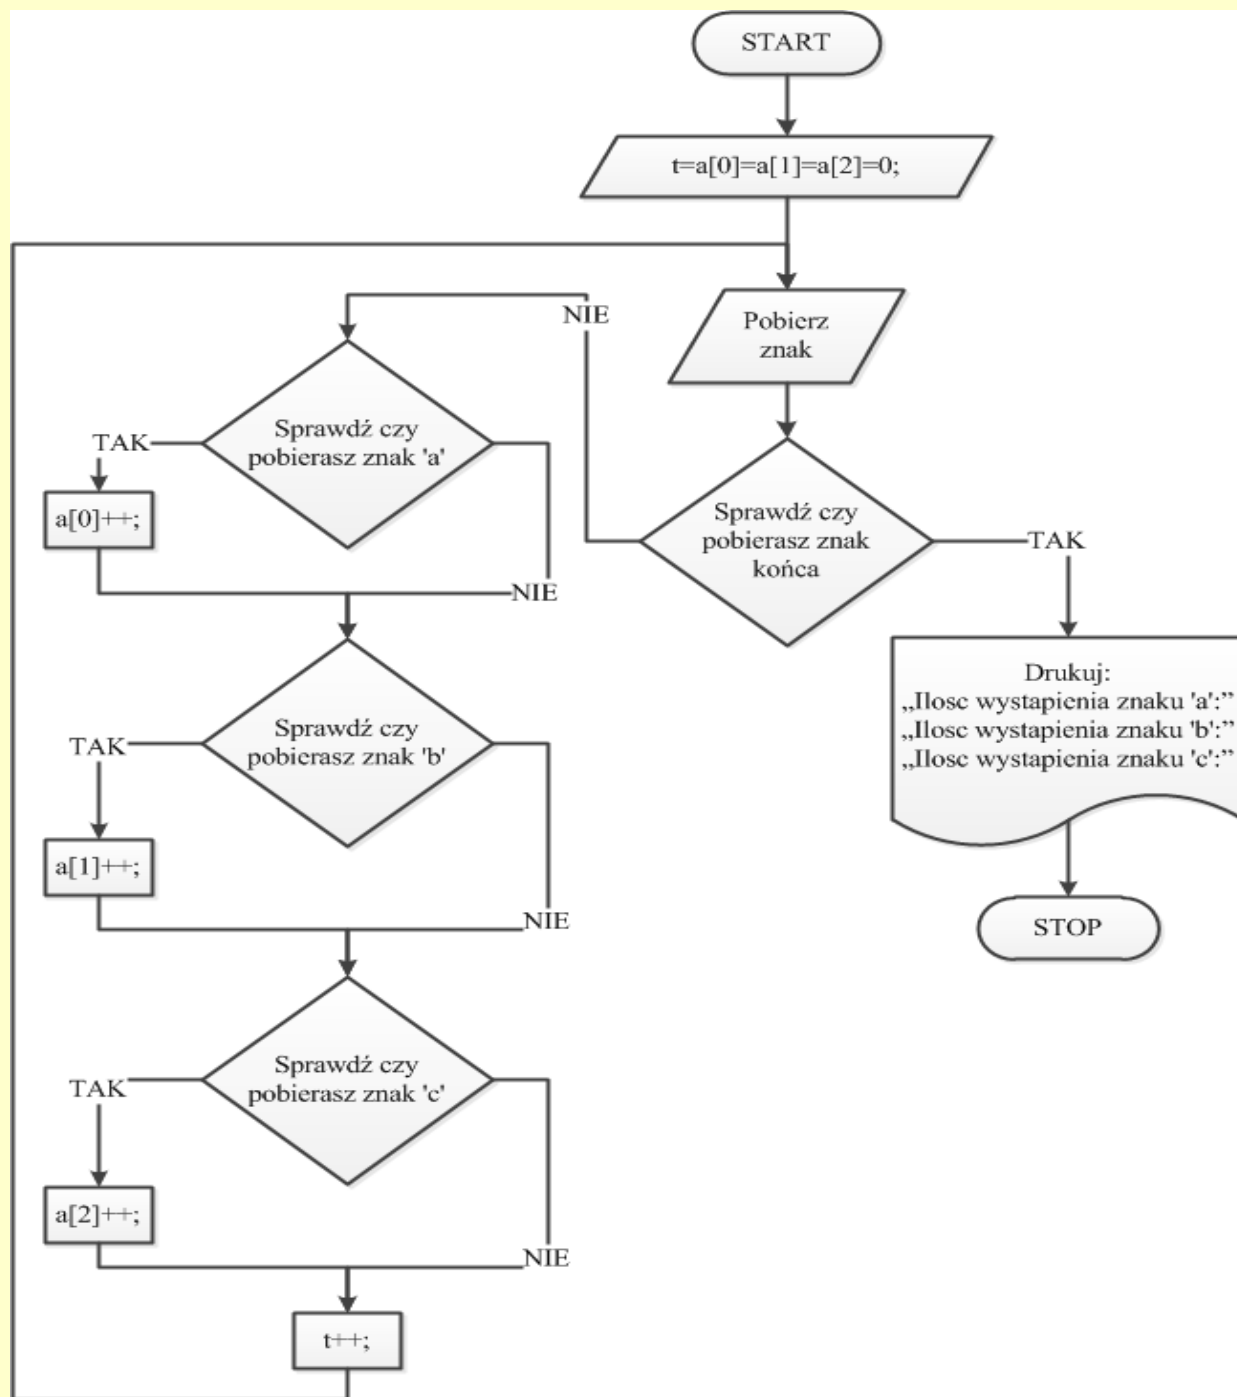 START
t=a[0]=a[1]=a[2]=0;
Pobierz
znak
NIE
Sprawdź czy
pobierasz znak
końca
TAK
Drukuj:
„Ilosc wystapienia znaku 'a':”
„Ilosc wystapienia znaku 'b':”
„Ilosc wystapienia znaku 'c':”
STOP
Sprawdź czy
pobierasz znak 'a'
TAK
a[0]++;
NIE
Sprawdź czy
pobierasz znak 'b'
TAK
a[1]++;
NIE
Sprawdź czy
pobierasz znak 'c'
TAK
a[2]++;
NIE
t++;